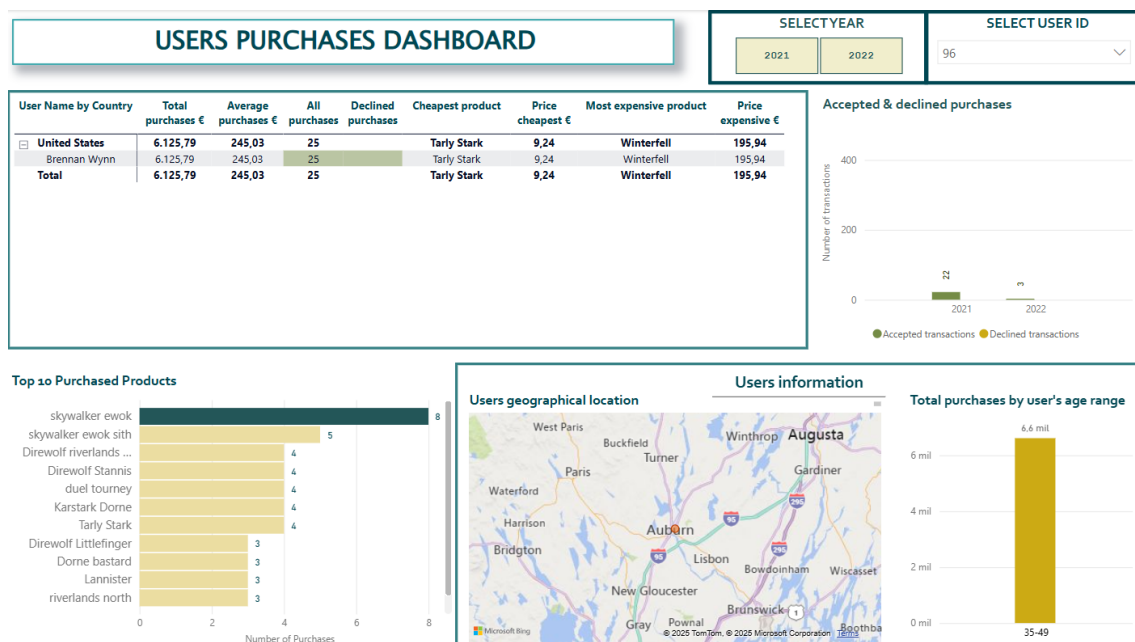 USERS PURCHASES DASHBOARD
SELECT YEAR
2021 2022
SELECT USER ID
96
User Name by Country Total purchases € Average purchases € All purchases Declined purchases Cheapest product Price cheapest € Most expensive product Price expensive €
United States 6.125,79 245,03 25 Tarly Stark 9,24 Winterfell 195,94
Brennan Wynn 6.125,79 245,03 25 Tarly Stark 9,24 Winterfell 195,94
Total 6.125,79 245,03 25 Tarly Stark 9,24 Winterfell 195,94
Accepted & declined purchases
Number of transactions
400
200
0
22
3
2021 2022
Accepted transactions Declined transactions
Top 10 Purchased Products
skywalker ewok 8
skywalker ewok sith 5
Direwolf riverlands ... 4
Direwolf Stannis 4
duel tourney 4
Karstark Dorne 4
Tarly Stark 4
Direwolf Littlefinger 3
Dorne bastard 3
Lannister 3
riverlands north 3
0 2 4 6 8
Number of Purchases
Users information
Users geographical location
West Paris
Buckfield
Winthrop
Augusta
Turner
Paris
Gardiner
Waterford
295
95
Harrison
Auburn
Bridgton
95
295
Lisbon
Bowdoinham
Wiscasset
New Gloucester
Brunswick
1
Gray
Pownal
Boothba
Microsoft Bing
© 2025 TomTom, © 2025 Microsoft Corporation Terms
Total purchases by user's age range
6,6 mil
6 mil
4 mil
2 mil
0 mil
35-49